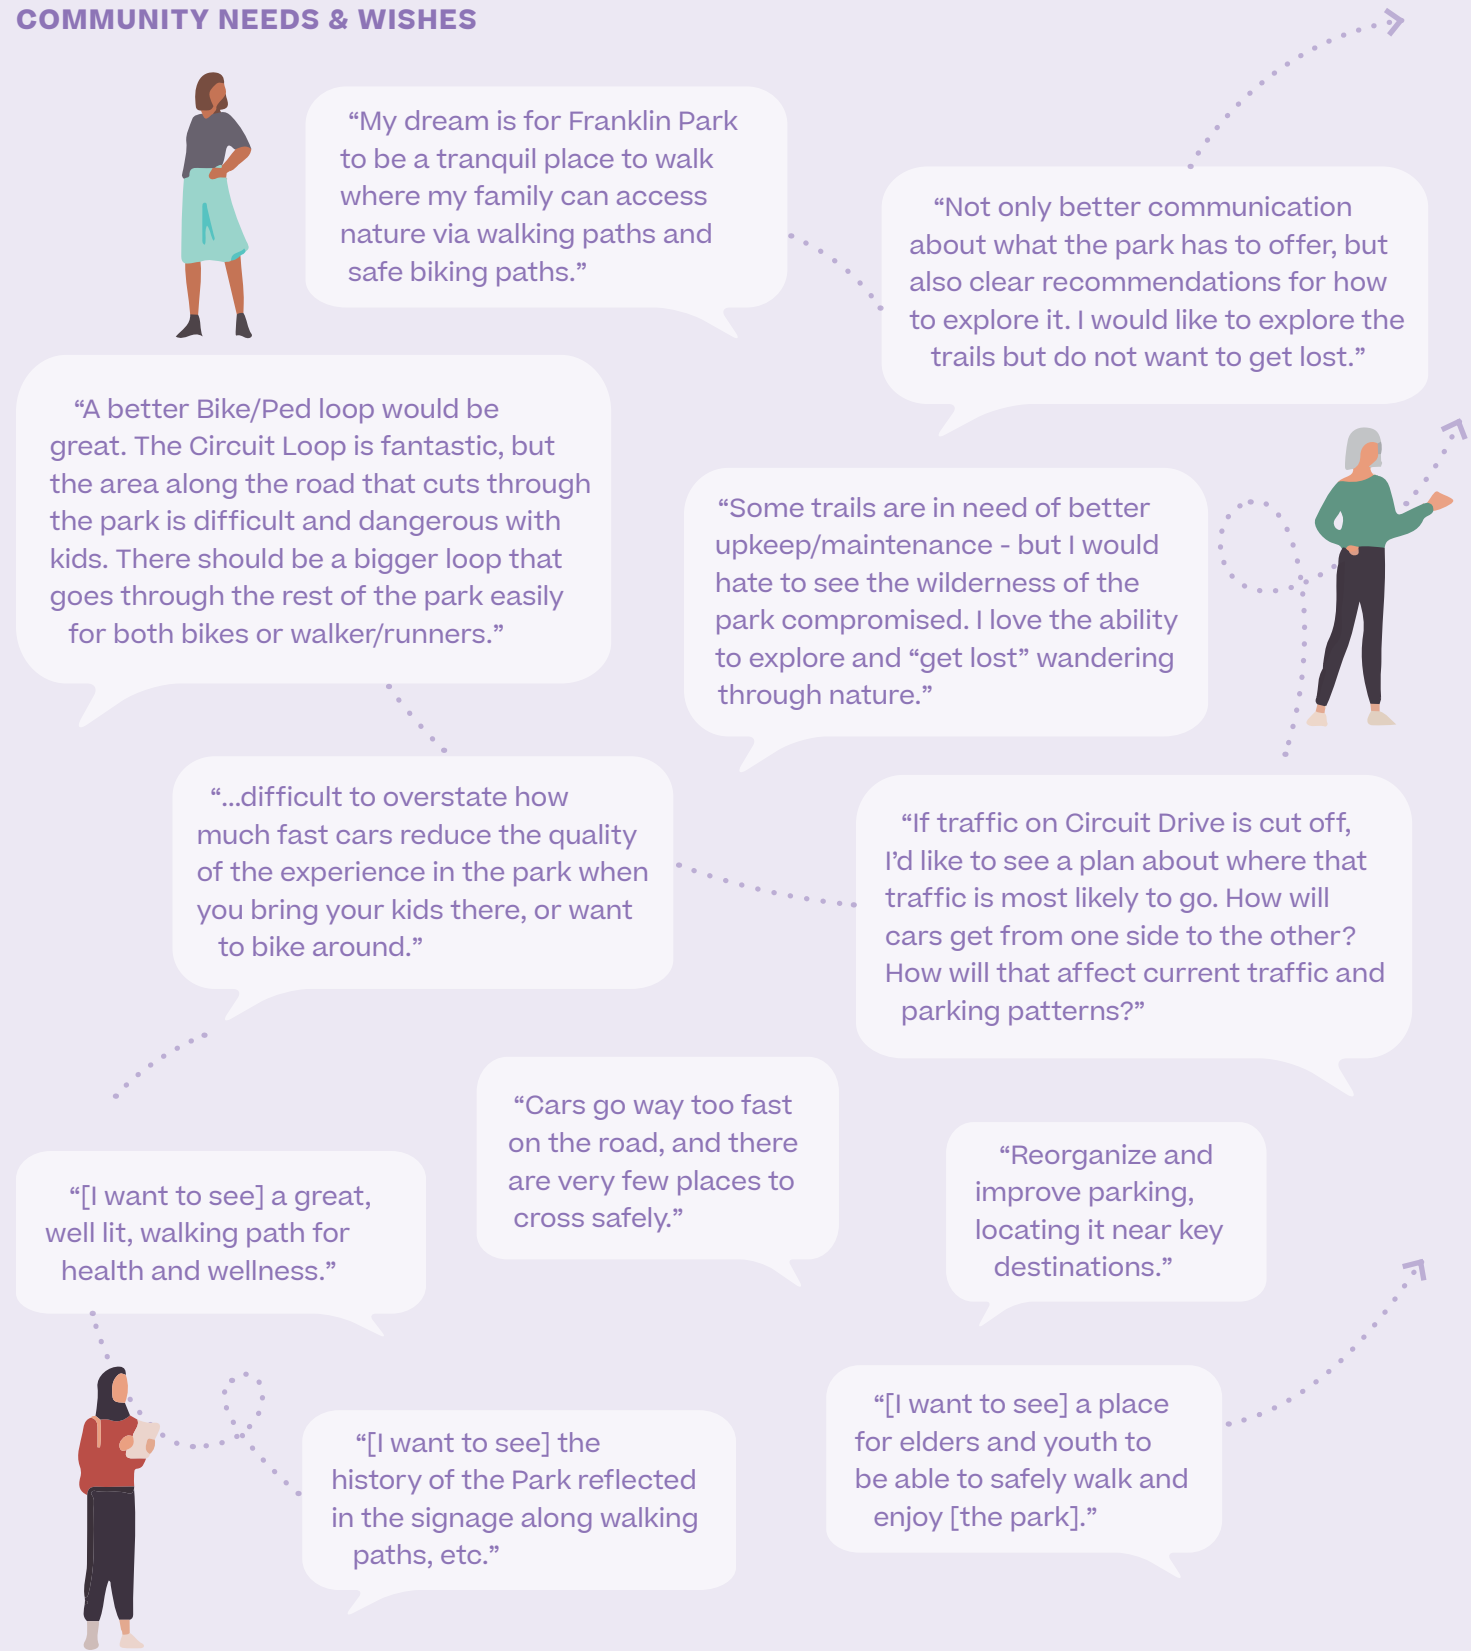 COMMUNITY NEEDS & WISHES
“My dream is for Franklin Park
to be a tranquil place to walk
where my family can access
nature via walking paths and
safe biking paths.”
“Not only better communication
about what the park has to offer, but
also clear recommendations for how
to explore it. I would like to explore the
trails but do not want to get lost.”
“A better Bike/Ped loop would be
great. The Circuit Loop is fantastic, but
the area along the road that cuts through
the park is difficult and dangerous with
kids. There should be a bigger loop that
goes through the rest of the park easily
for both bikes or walker/runners.”
“Some trails are in need of better
upkeep/maintenance - but I would
hate to see the wilderness of the
park compromised. I love the ability
to explore and “get lost” wandering
through nature.”
“...difficult to overstate how
much fast cars reduce the quality
of the experience in the park when
you bring your kids there, or want
to bike around.”
“If traffic on Circuit Drive is cut off,
I’d like to see a plan about where that
traffic is most likely to go. How will
cars get from one side to the other?
How will that affect current traffic and
parking patterns?”
“Cars go way too fast
on the road, and there
are very few places to
cross safely.”
“Reorganize and
improve parking,
locating it near key
destinations.”
“[I want to see] a great,
well lit, walking path for
health and wellness.”
“[I want to see] a place
for elders and youth to
be able to safely walk and
enjoy [the park].”
“[I want to see] the
history of the Park reflected
in the signage along walking
paths, etc.”